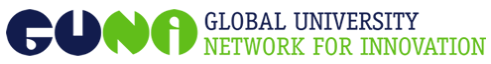 GUNi GLOBAL UNIVERSITY
NETWORK FOR INNOVATION